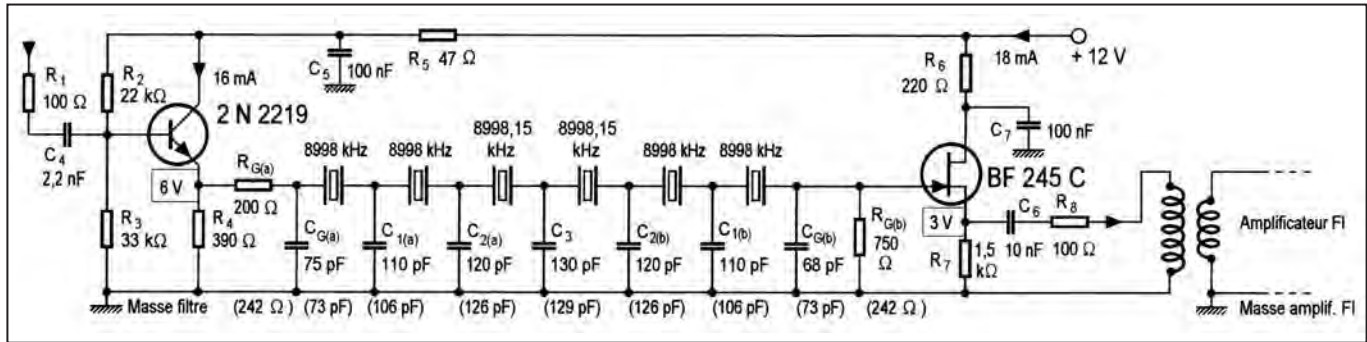 R1
100 Ω
C4
2,2 nF
R2
22 kΩ
R3
33 kΩ
16 mA
2 N 2219
6 V
R4
390 Ω
C5
100 nF
R5 47 Ω
RG(a)
200 Ω
8998 kHz
8998 kHz
8998,15
kHz
8998,15
kHz
8998 kHz
8998 kHz
CG(a)
75 pF
C1(a)
110 pF
C2(a)
120 pF
C3
130 pF
C2(b)
120 pF
C1(b)
110 pF
CG(b)
68 pF
RG(b)
750
Ω
18 mA
+ 12 V
R6
220 Ω
C7
100 nF
BF 245 C
3 V
C6
10 nF
R8
100 Ω
R7
1,5
kΩ
Amplificateur FI
Masse amplif. FI
Masse filtre
(242 Ω) (73 pF) (106 pF) (126 pF) (129 pF) (126 pF) (106 pF) (73 pF) (242 Ω)